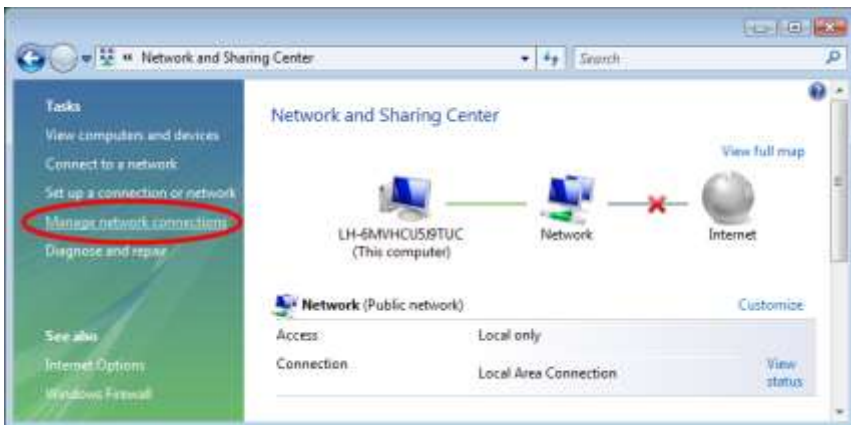 Network and Sharing Center
Search
Tasks
View computers and devices
Connect to a network
Set up a connection or network
Manage network connections
Diagnose and repair
See also
Internet Options
Windows Firewall
Network and Sharing Center
View full map
LH-6MVHCU5J9TUC
(This computer)
Network
Internet
Network (Public network)
Customize
Access
Local only
Connection
Local Area Connection
View
status